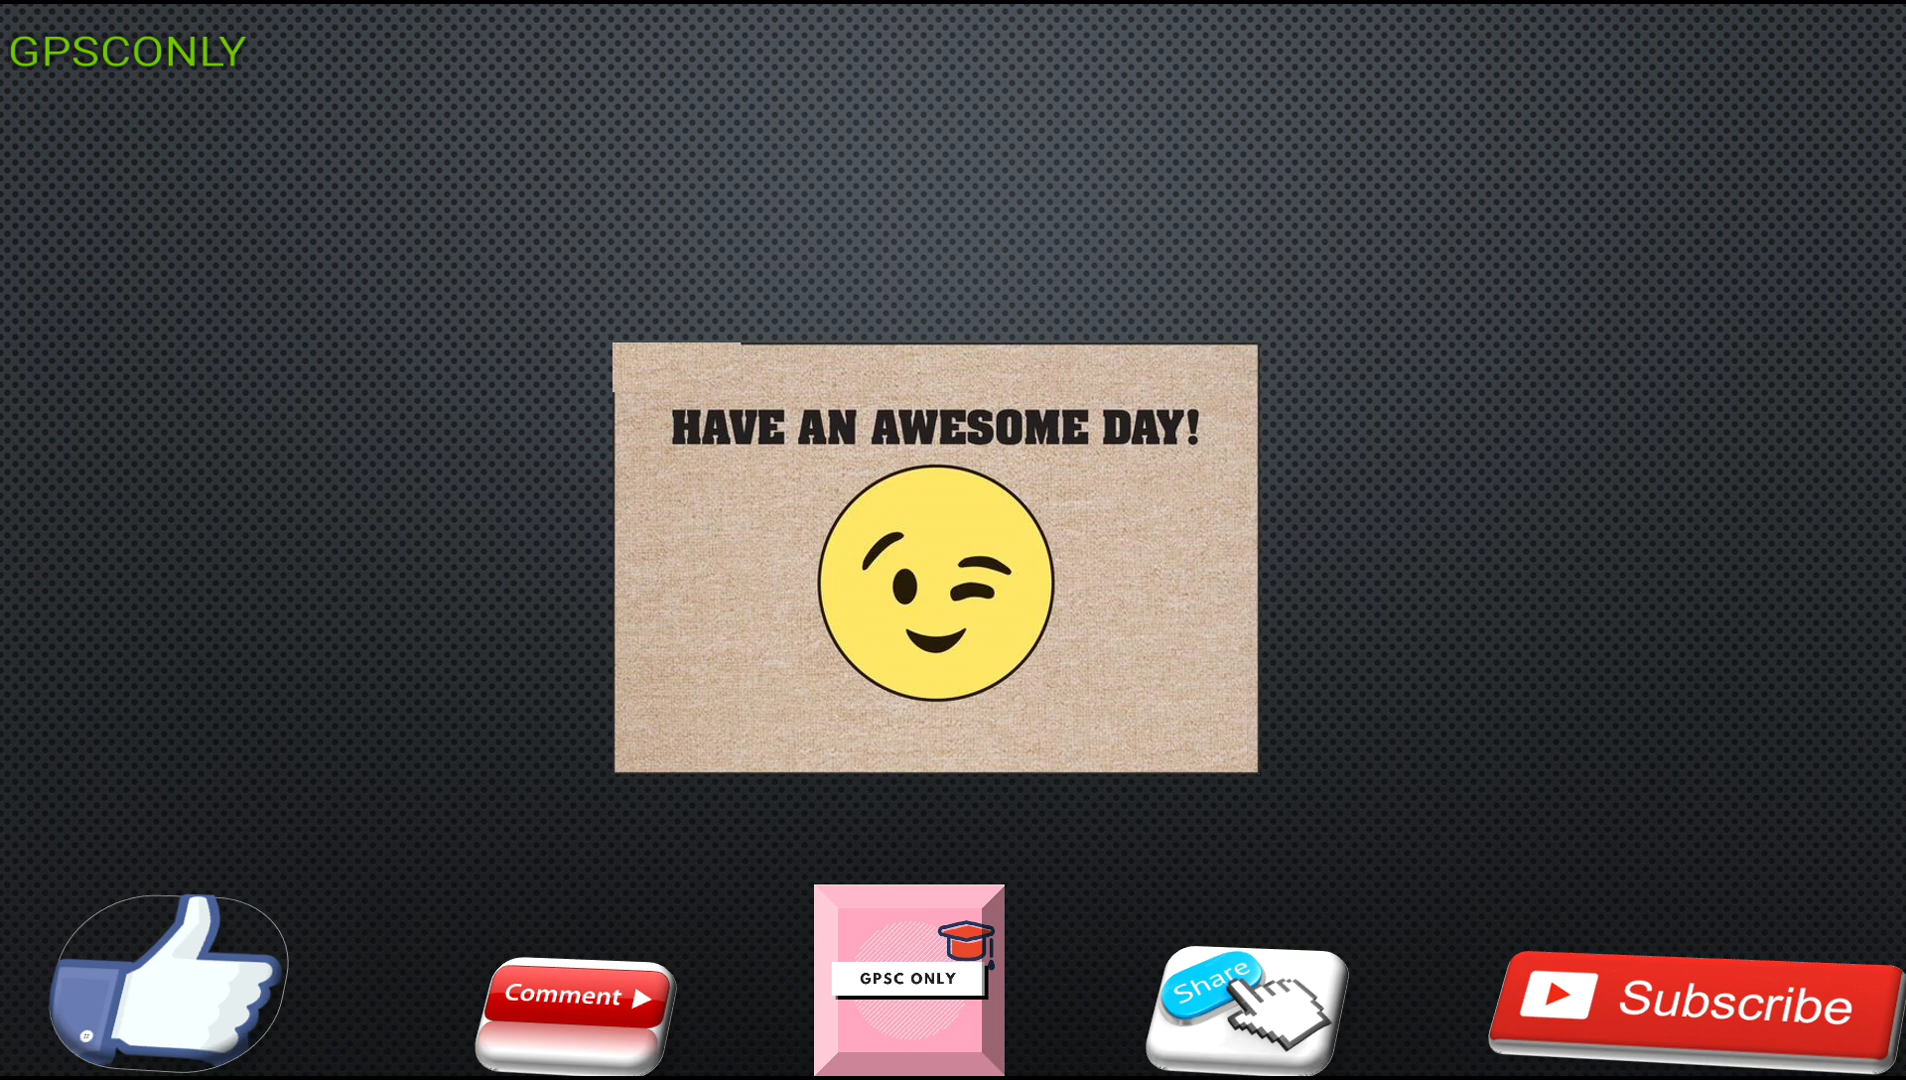 GPSCONLY
HAVE AN AWESOME DAY!
Comment
GPSC ONLY
Share
Subscribe